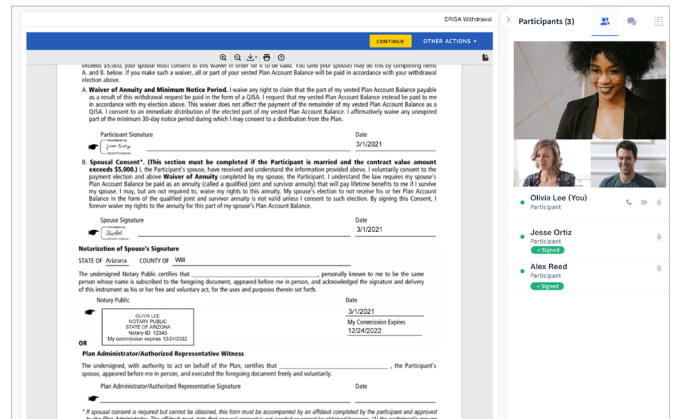 ERISA Withdrawal
CONTINUE
OTHER ACTIONS
exceeds $5,000, your spouse must consent to this waiver in order for it to be valid. You (and your spouse) may do this by completing items
A. and B. below. If you make such a waiver, all or part of your vested Plan Account Balance will be paid in accordance with your withdrawal
election above.
A. Waiver of Annuity and Minimum Notice Period. I waive any right to claim that the part of my vested Plan Account Balance payable
as a result of this withdrawal request be paid in the form of a QJSA. I request that my vested Plan Account Balance instead be paid to me
in accordance with my election above. This waiver does not affect the payment of the remainder of my vested Plan Account Balance as a
QJSA. I consent to an immediate distribution of the elected part of my vested Plan Account Balance. I affirmatively waive any unexpired
part of the minimum 30-day notice period during which I may consent to a distribution from the Plan.
Participant Signature
Date
3/1/2021
B. Spousal Consent*. (This section must be completed if the Participant is married and the contract value amount
exceeds $5,000.) I, the Participant's spouse, have received and understand the information provided above. I voluntarily consent to the
payment election and above Waiver of Annuity completed by my spouse, the Participant. I understand the law requires my spouse's
Plan Account Balance be paid as an annuity (called a qualified joint and survivor annuity) that will pay lifetime benefits to me if I survive
my spouse. I may, but am not required to, waive my rights to this annuity. My spouse's election to not receive his or her Plan Account
Balance in the form of the qualified joint and survivor annuity is not valid unless I consent to such election. By signing this Consent, I
forever waive my rights to the annuity for this part of my spouse's Plan Account Balance.
Spouse Signature
Date
3/1/2021
Notarization of Spouse's Signature
STATE OF Arizona COUNTY OF Will
The undersigned Notary Public certifies that , personally known to me to be the same
person whose name is subscribed to the foregoing document, appeared before me in person, and acknowledged the signature and delivery
of this instrument as his or her free and voluntary act, for the uses and purposes therein set forth.
Notary Public
Date
3/1/2021
OLIVIA LEE
NOTARY PUBLIC
STATE OF ARIZONA
Notary ID: 12345
My commission expires 12/24/2022
My Commission Expires
12/24/2022
OR
Plan Administrator/Authorized Representative Witness
The undersigned, with authority to act on behalf of the Plan, certifies that , the Participant's
spouse, appeared before me in person, and executed the foregoing document freely and voluntarily.
Plan Administrator/Authorized Representative Signature
Date
* If spousal consent is required but cannot be obtained, this form must be accompanied by an affidavit completed by the participant and approved
Participants (3)
Olivia Lee (You)
Participant
Jesse Ortiz
Participant
Signed
Alex Reed
Participant
Signed